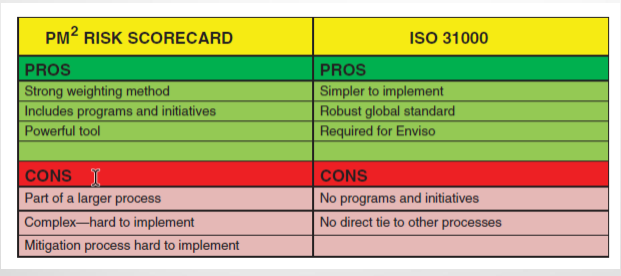 PM² RISK SCORECARD ISO 31000
PROS PROS
Strong weighting method Simpler to implement
Includes programs and initiatives Robust global standard
Powerful tool Required for Enviso
CONS CONS
Part of a larger process No programs and initiatives
Complex—hard to implement No direct tie to other processes
Mitigation process hard to implement